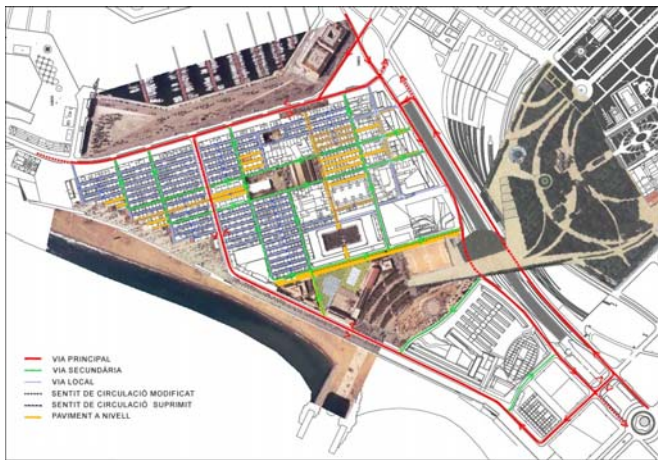 VIA PRINCIPAL
VIA SECUNDÀRIA
VIA LOCAL
SENTIT DE CIRCULACIÓ MODIFICAT
SENTIT DE CIRCULACIÓ SUPRIMIT
PAVIMENT A NIVELL